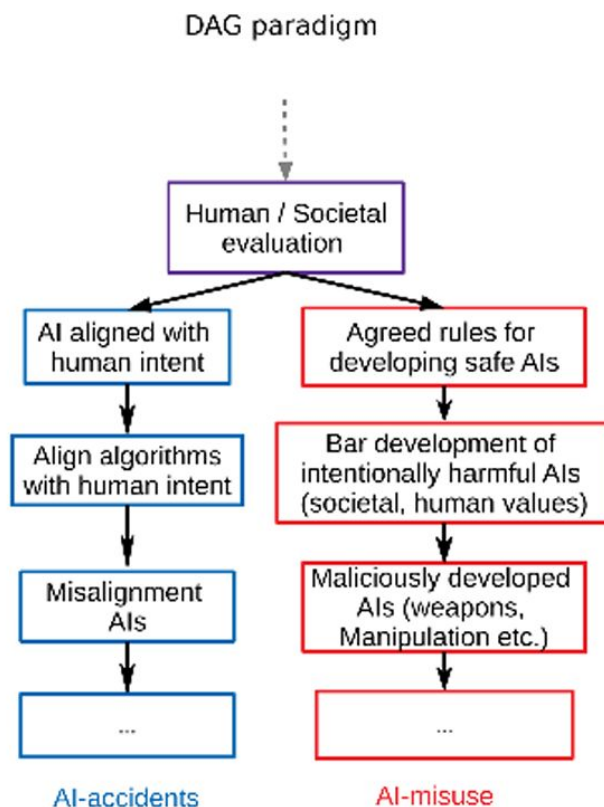 DAG paradigm
Human / Societal
evaluation
AI aligned with
human intent
Agreed rules for
developing safe AIs
Align algorithms
with human intent
Bar development of
intentionally harmful AIs
(societal, human values)
Misalignment
AIs
Maliciously developed
AIs (weapons,
Manipulation etc.)
...
...
AI-accidents
AI-misuse